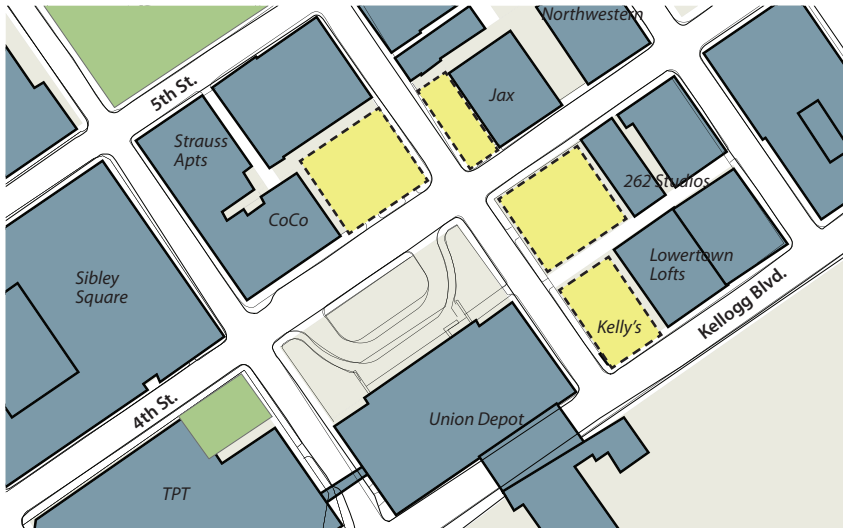 Northwestern
5th St.
Jax
Strauss
Apts
262 Studios
CoCo
Lowertown
Lofts
Sibley
Square
Kellogg Blvd.
Kelly's
4th St.
Union Depot
TPT